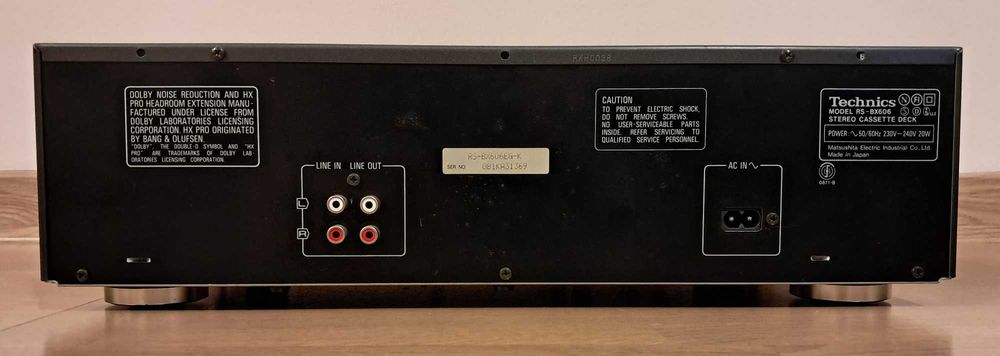 RXH0028
DOLBY NOISE REDUCTION AND HX
PRO HEADROOM EXTENSION MANU-
FACTURED UNDER LICENSE FROM
DOLBY LABORATORIES LICENSING
CORPORATION. HX PRO ORIGINATED
BY BANG & OLUFSEN.
"DOLBY", THE DOUBLE-D SYMBOL AND "HX
PRO" ARE TRADEMARKS OF DOLBY LAB-
ORATORIES LICENSING CORPORATION.
LINE IN LINE OUT
L
R
RS-BX606EG-K
SER NO. OB1KA31369
CAUTION
TO PREVENT ELECTRIC SHOCK,
DO NOT REMOVE SCREWS.
NO USER-SERVICEABLE PARTS
INSIDE. REFER SERVICING TO
QUALIFIED SERVICE PERSONNEL.
AC IN ∿
Technics N FI
MODEL RS-BX606 S D
STEREO CASSETTE DECK
POWER ∿ 50/60Hz 230V-240V 20W
Matsushita Electric Industrial Co., Ltd.
Made in Japan
0871-B